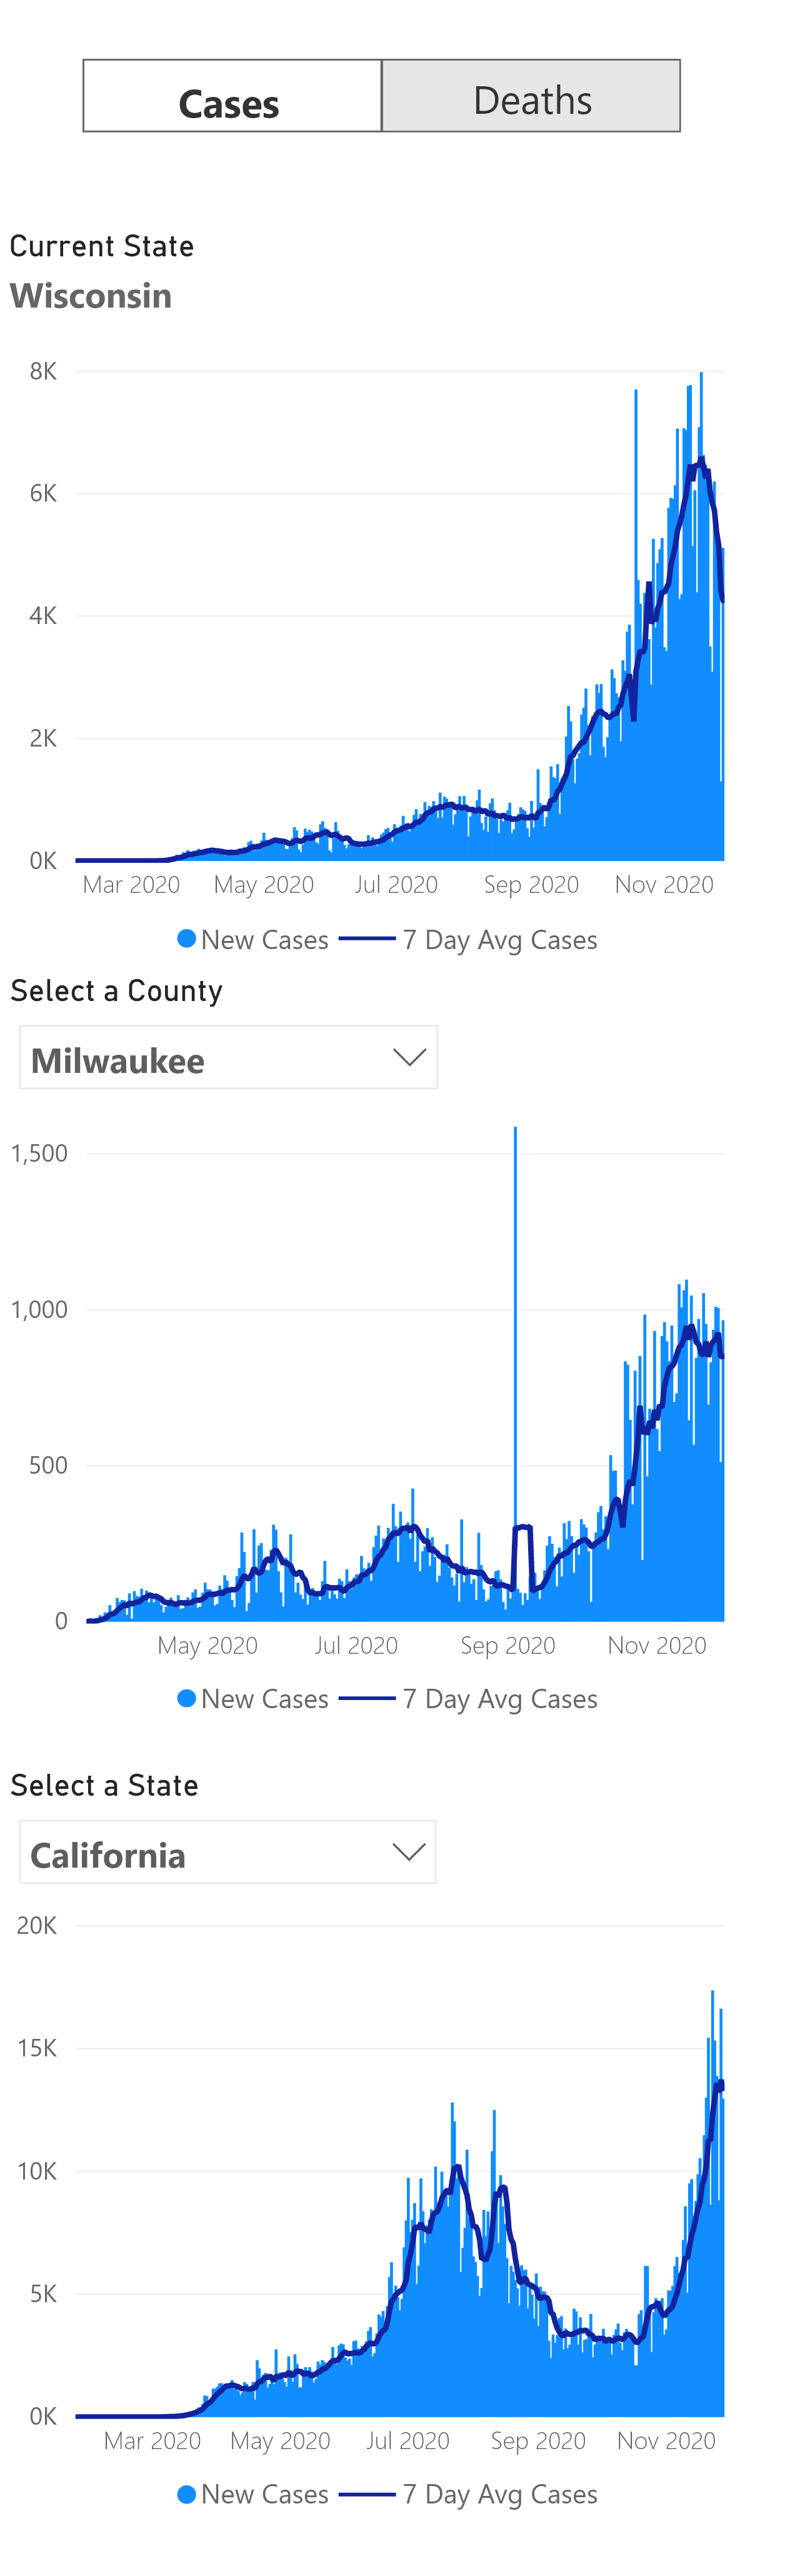 Cases Deaths
Current State
Wisconsin
8K
6K
4K
2K
0K
Mar 2020 May 2020 Jul 2020 Sep 2020 Nov 2020
New Cases 7 Day Avg Cases
Select a County
Milwaukee
1,500
1,000
500
0
May 2020 Jul 2020 Sep 2020 Nov 2020
New Cases 7 Day Avg Cases
Select a State
California
20K
15K
10K
5K
0K
Mar 2020 May 2020 Jul 2020 Sep 2020 Nov 2020
New Cases 7 Day Avg Cases